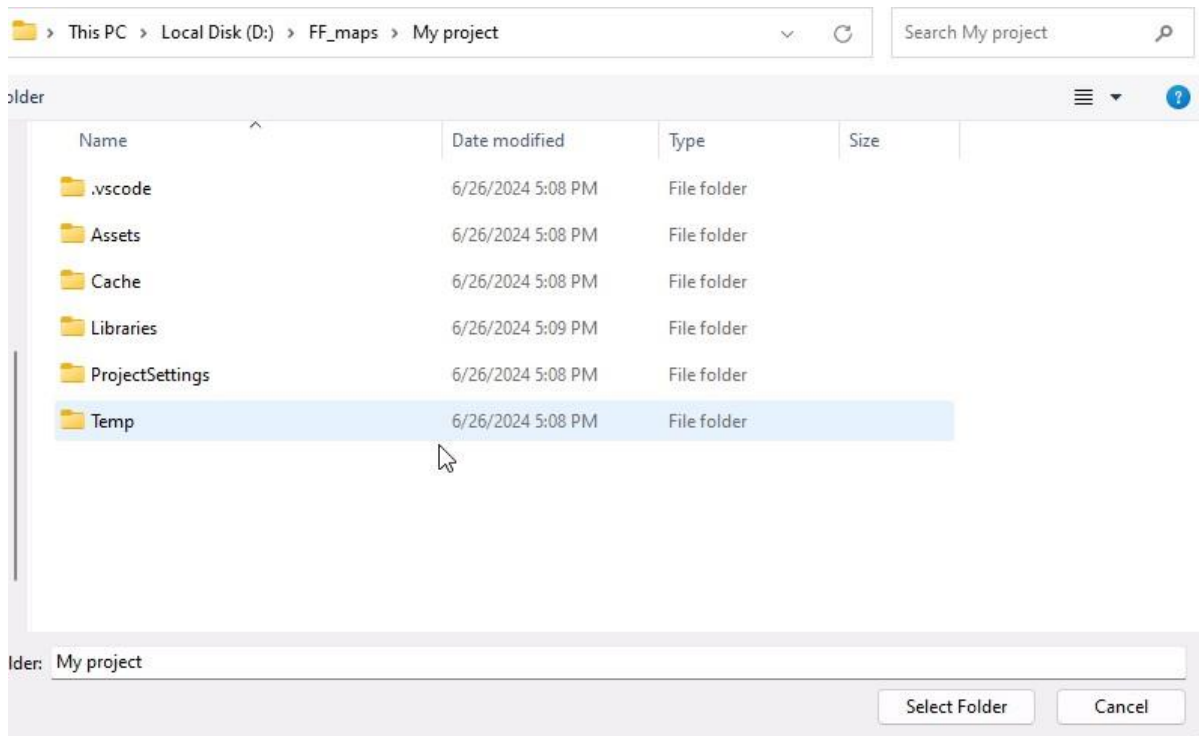 This PC > Local Disk (D:) > FF_maps > My project
Search My project
older
Name Date modified Type Size
.vscode 6/26/2024 5:08 PM File folder
Assets 6/26/2024 5:08 PM File folder
Cache 6/26/2024 5:08 PM File folder
Libraries 6/26/2024 5:09 PM File folder
ProjectSettings 6/26/2024 5:08 PM File folder
Temp 6/26/2024 5:08 PM File folder
lder: My project
Select Folder Cancel